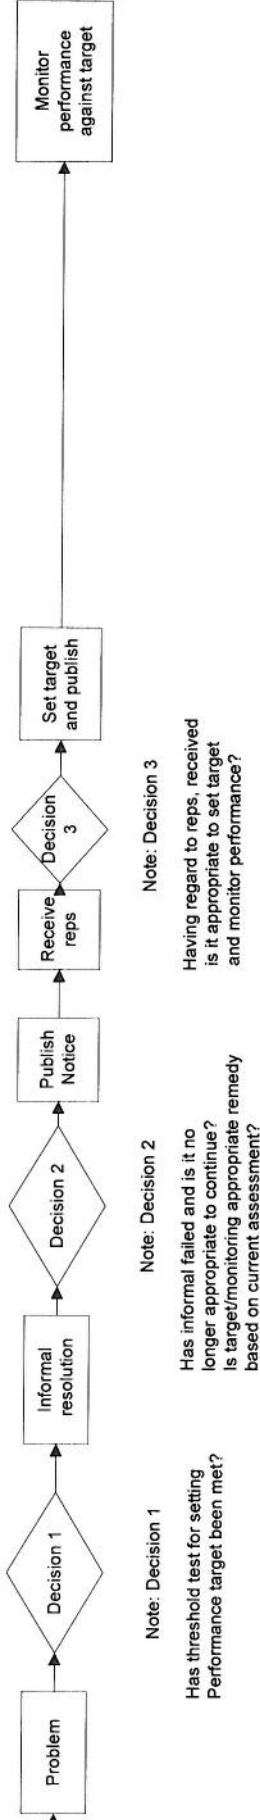 Problem
Decision 1
Informal
resolution
Decision 2
Publish
Notice
Receive
reps
Decision
3
Set target
and publish
Monitor
performance
against target
Note: Decision 1
Has threshold test for setting
Performance target been met?
Note: Decision 2
Has informal failed and is it no
longer appropriate to continue?
Is target/monitoring appropriate remedy
based on current assessment?
Note: Decision 3
Having regard to reps, received
is it appropriate to set target
and monitor performance?